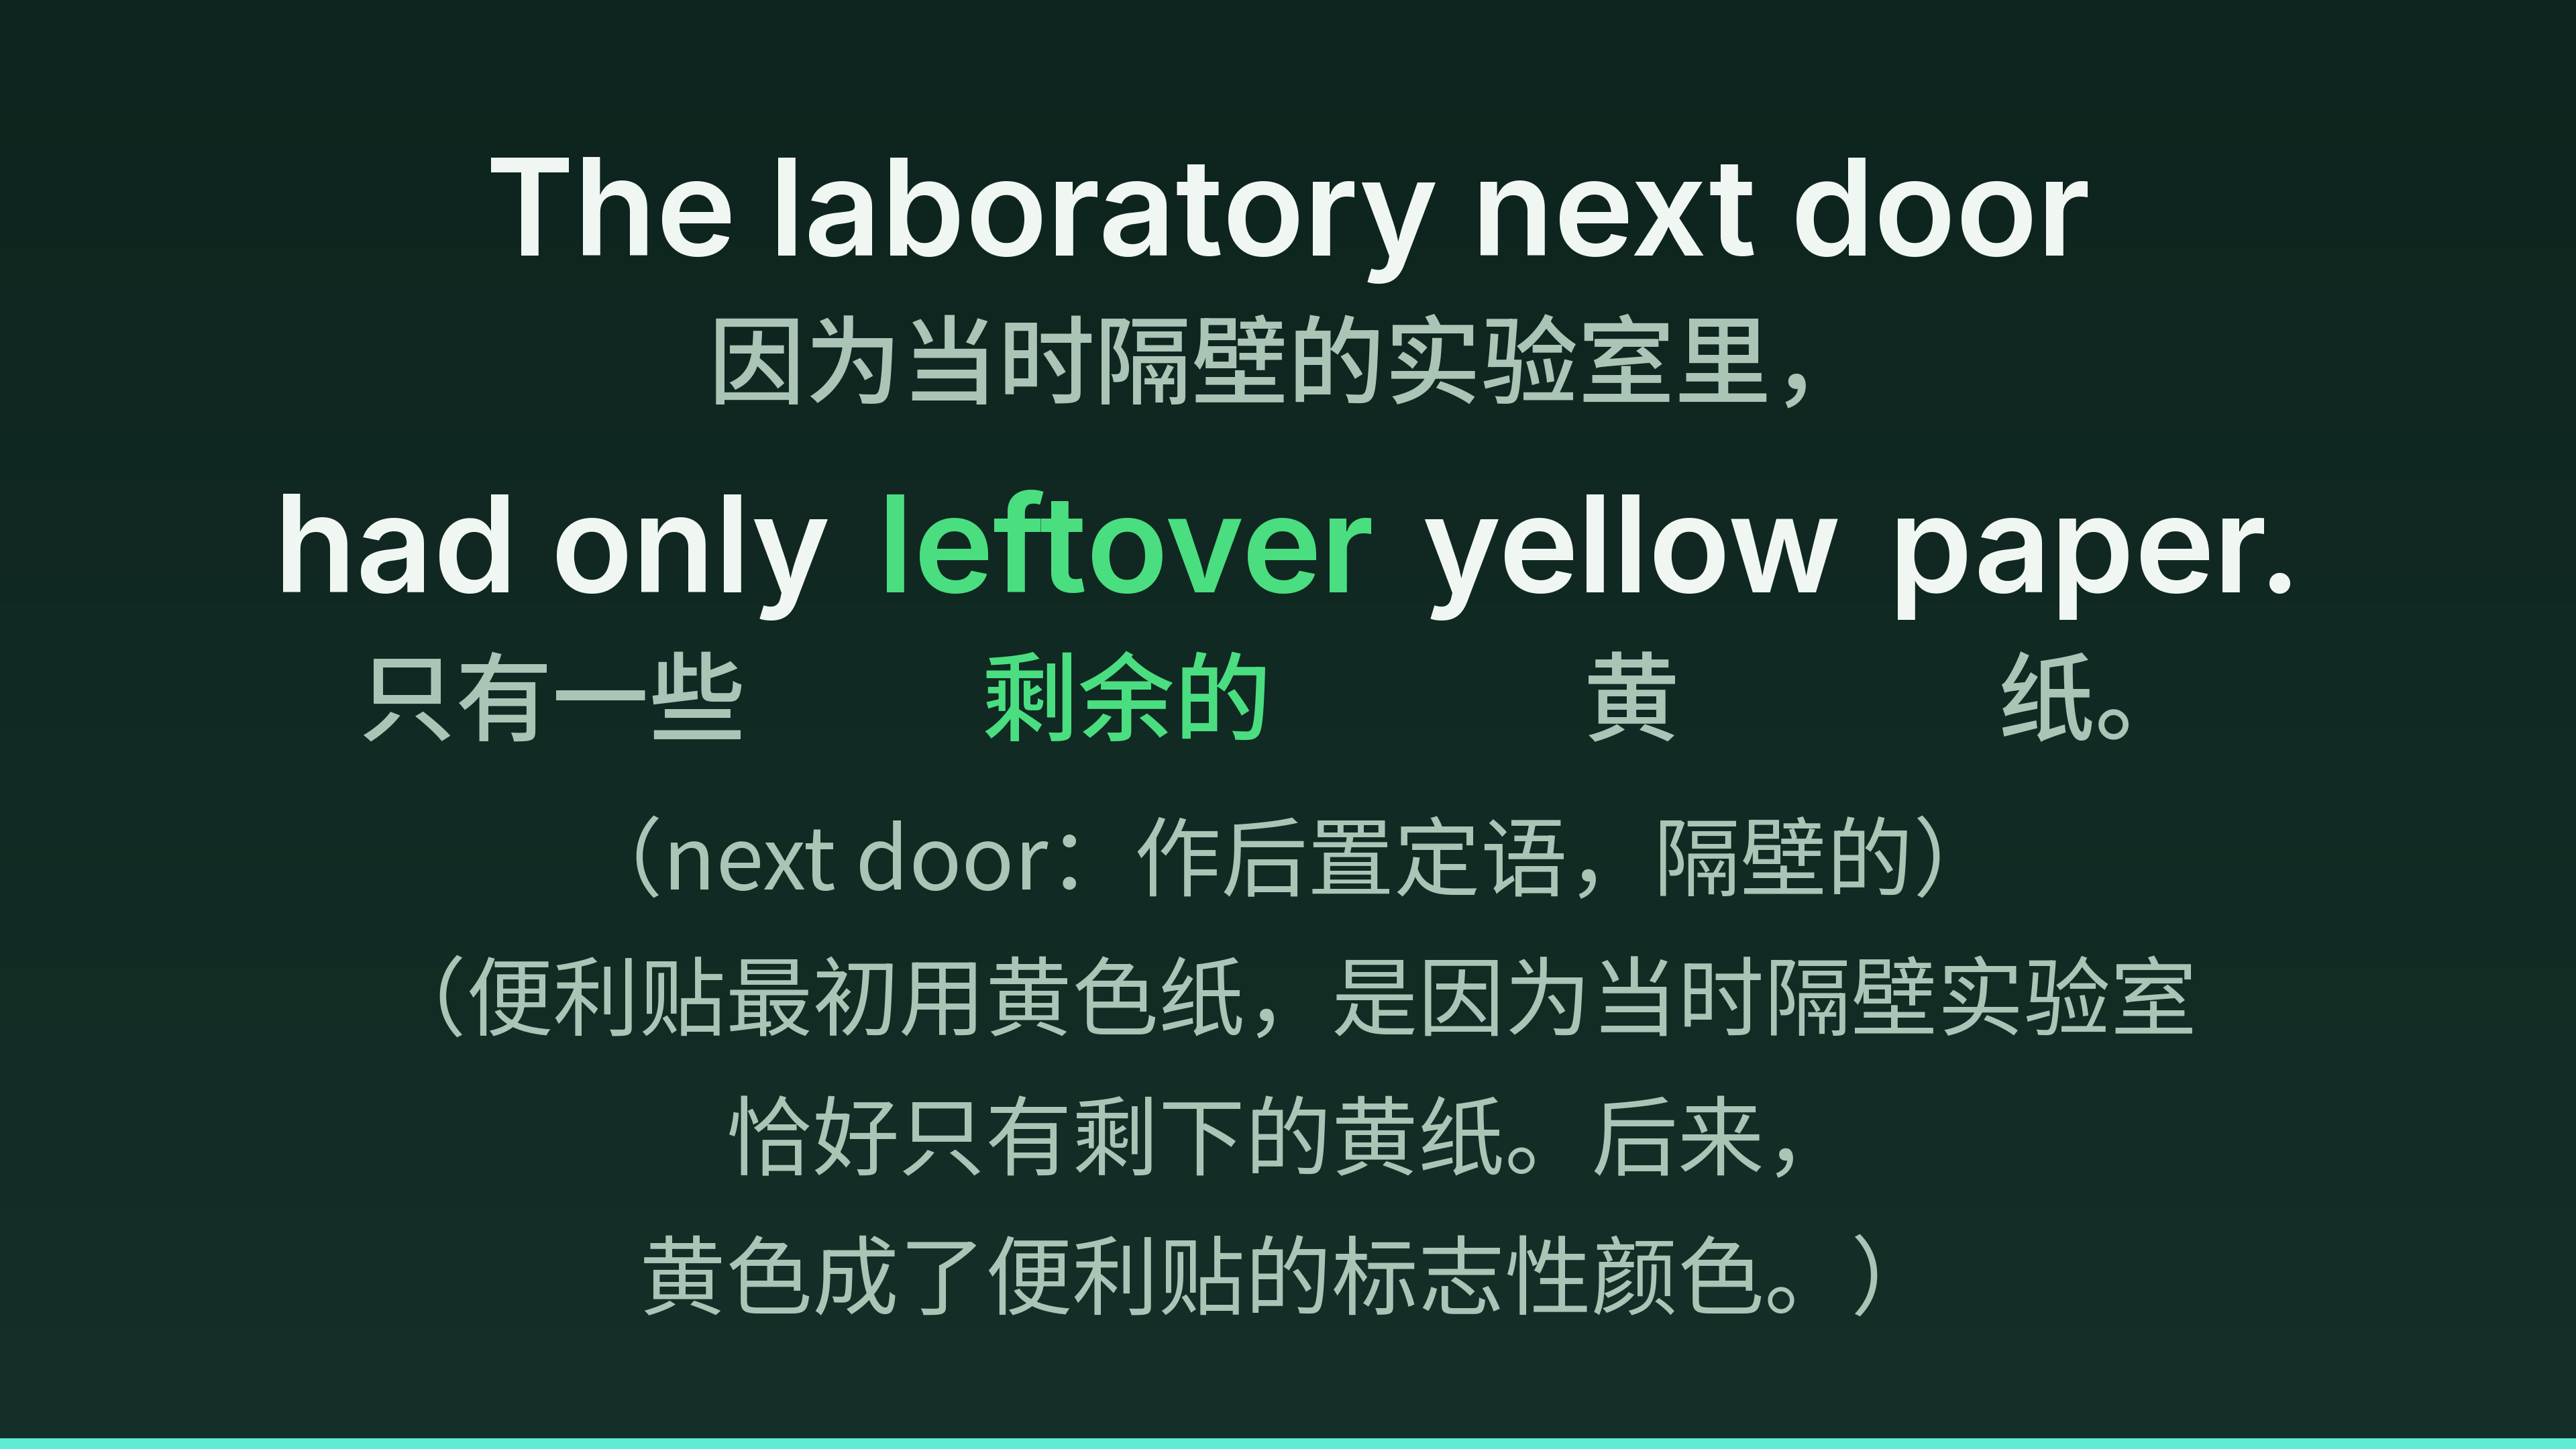 The laboratory next door
因为当时隔壁的实验室里，
had only leftover yellow paper.
只有一些 剩余的 黄 纸。
（next door：作后置定语，隔壁的）
（便利贴最初用黄色纸，是因为当时隔壁实验室
恰好只有剩下的黄纸。后来，
黄色成了便利贴的标志性颜色。）